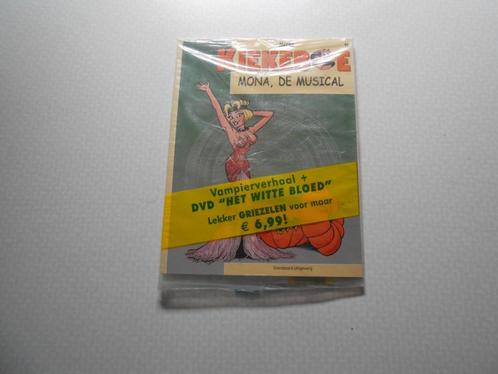 KIEKEBOE
MONA, DE MUSICAL
Vampierverhaal +
DVD "HET WITTE BLOED"
Lekker GRIEZELEN voor maar
€ 6,99!
Standaard Uitgeverij